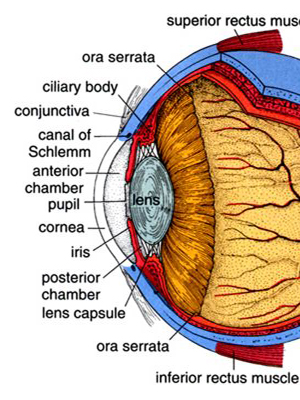 superior rectus musc
ora serrata
ciliary body
conjunctiva
canal of
Schlemm
anterior
chamber
pupil
lens
cornea
iris
posterior
chamber
lens capsule
ora serrata
inferior rectus muscle